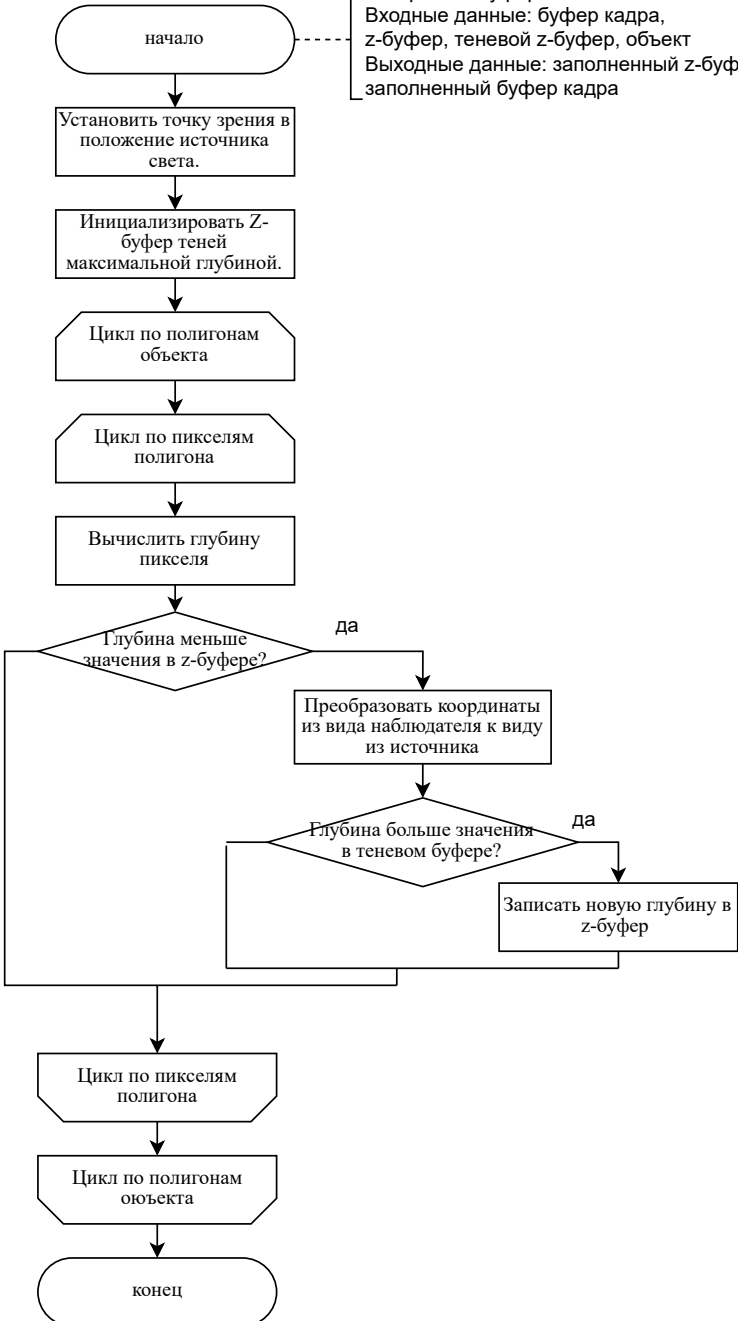 начало
Входные данные: буфер кадра,
z-буфер, теневой z-буфер, объект
Выходные данные: заполненный z-буф
заполненный буфер кадра
Установить точку зрения в
положение источника
света.
Инициализировать Z-
буфер теней
максимальной глубиной.
Цикл по полигонам
объекта
Цикл по пикселям
полигона
Вычислить глубину
пикселя
Глубина меньше
значения в z-буфере?
да
Преобразовать координаты
из вида наблюдателя к виду
из источника
Глубина больше значения
в теневом буфере?
да
Записать новую глубину в
z-буфер
Цикл по пикселям
полигона
Цикл по полигонам
оюъекта
конец